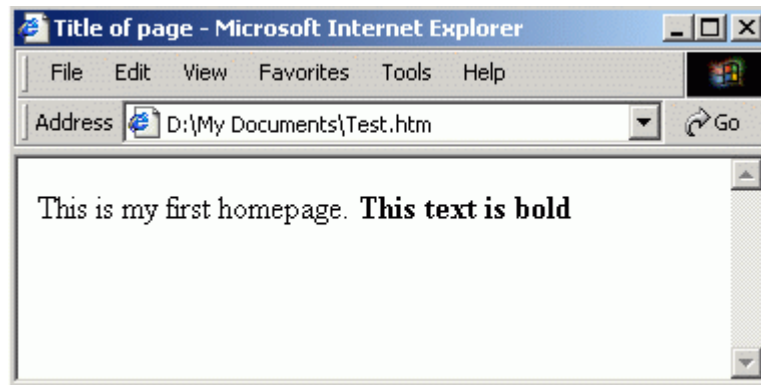 Title of page - Microsoft Internet Explorer
File Edit View Favorites Tools Help
Address D:\My Documents\Test.htm Go
This is my first homepage. This text is bold